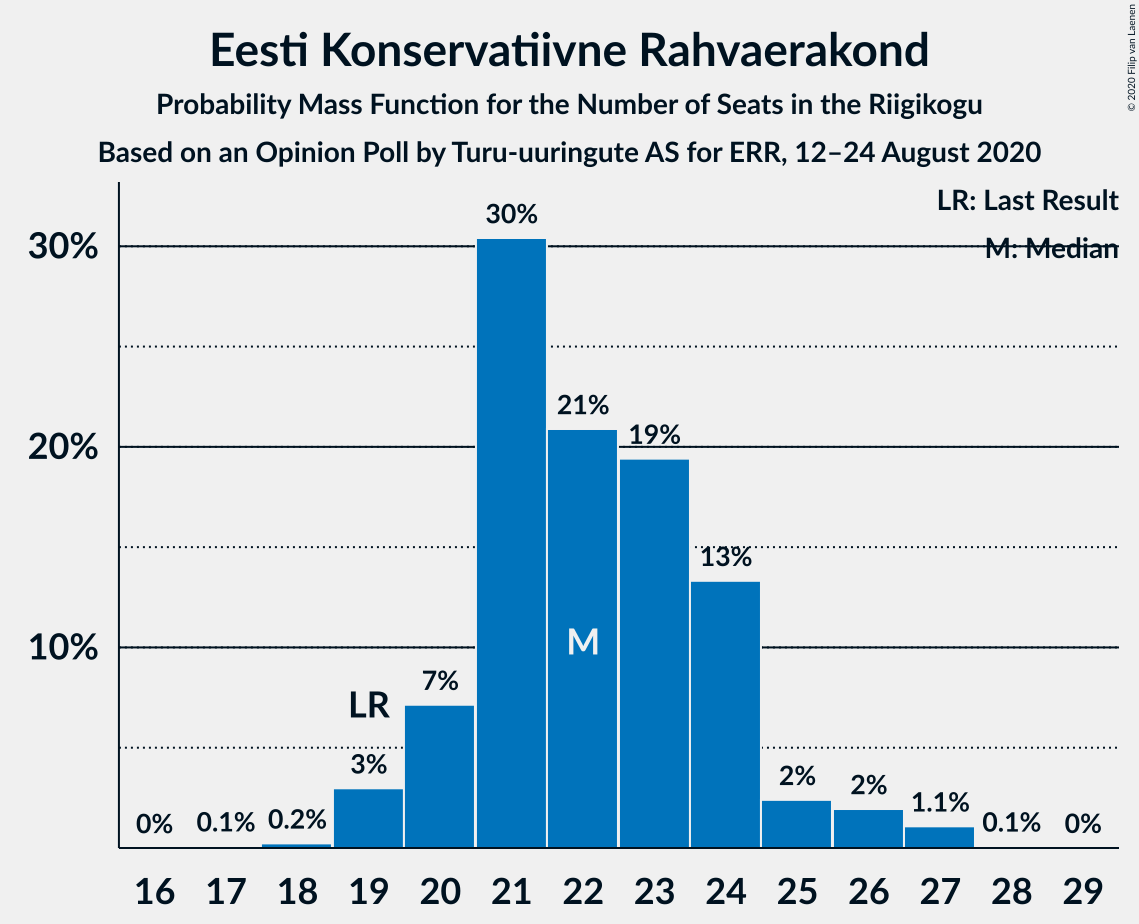 Eesti Konservatiivne Rahvaerakond
Probability Mass Function for the Number of Seats in the Riigikogu
Based on an Opinion Poll by Turu-uuringute AS for ERR, 12–24 August 2020
© 2020 Filip van Laenen
LR: Last Result
M: Median
30%
20%
10%
0%
0.1%
0.2%
3%
LR
7%
30%
21%
M
19%
13%
2%
2%
1.1%
0.1%
0%
16 17 18 19 20 21 22 23 24 25 26 27 28 29